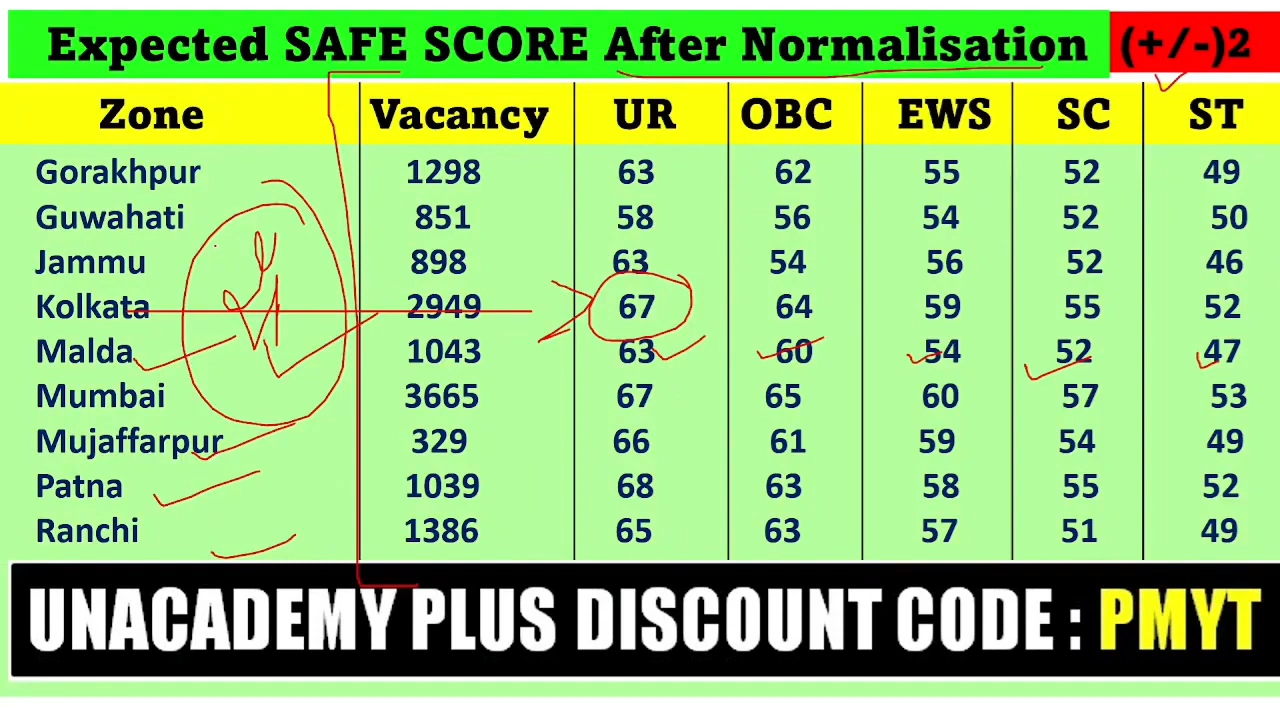 Expected SAFE SCORE After Normalisation (+/-)2
Zone Vacancy UR OBC EWS SC ST
Gorakhpur 1298 63 62 55 52 49
Guwahati 851 58 56 54 52 50
Jammu 898 63 54 56 52 46
Kolkata 2949 67 64 59 55 52
Malda 1043 63 60 54 52 47
Mumbai 3665 67 65 60 57 53
Mujaffarpur 329 66 61 59 54 49
Patna 1039 68 63 58 55 52
Ranchi 1386 65 63 57 51 49
UNACADEMY PLUS DISCOUNT CODE : PMYT